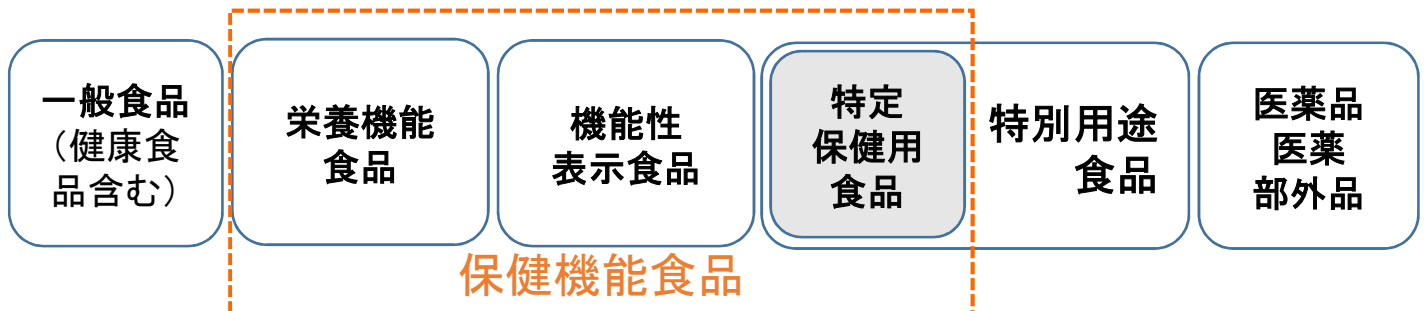 一般食品
（健康食
品含む）
栄養機能
食品
機能性
表示食品
特定
保健用
食品
特別用途
食品
医薬品
医薬
部外品
保健機能食品